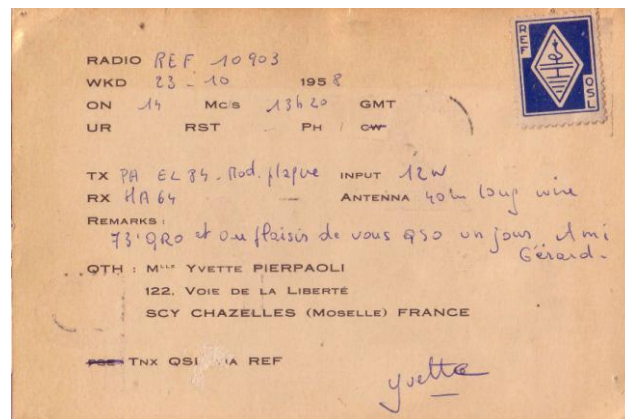 REF
QSL
RADIO REF 10903
WKD 23-10 1958
ON 14 Mcs 13h20 GMT
UR RST PH / CW
TX PA EL84. Mod. plaque INPUT 12W
RX HA64 — ANTENNA 40m long wire
REMARKS:
73'QRO et au plaisir de vous QSO un jour Ami
Gérard-
QTH : MLLE YVETTE PIERPAOLI
122, VOIE DE LA LIBERTÉ
SCY CHAZELLES (MOSELLE) FRANCE
PSE TNX QSL VIA REF
Yvette